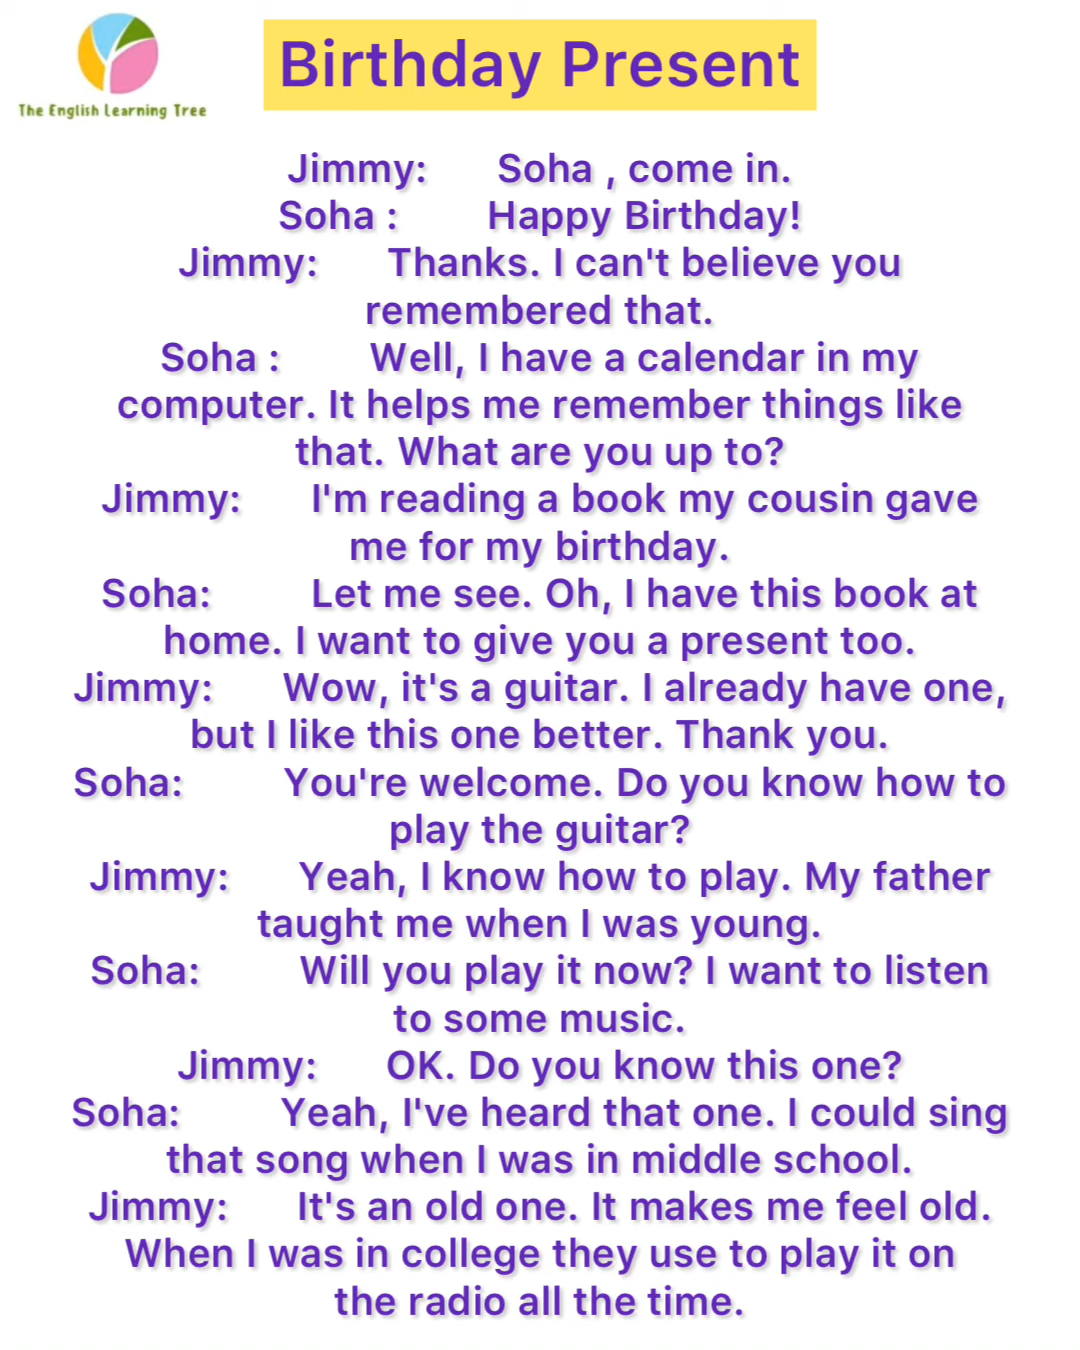 The English Learning Tree
Birthday Present
Jimmy: Soha , come in.
Soha : Happy Birthday!
Jimmy: Thanks. I can't believe you
remembered that.
Soha : Well, I have a calendar in my
computer. It helps me remember things like
that. What are you up to?
Jimmy: I'm reading a book my cousin gave
me for my birthday.
Soha: Let me see. Oh, I have this book at
home. I want to give you a present too.
Jimmy: Wow, it's a guitar. I already have one,
but I like this one better. Thank you.
Soha: You're welcome. Do you know how to
play the guitar?
Jimmy: Yeah, I know how to play. My father
taught me when I was young.
Soha: Will you play it now? I want to listen
to some music.
Jimmy: OK. Do you know this one?
Soha: Yeah, I've heard that one. I could sing
that song when I was in middle school.
Jimmy: It's an old one. It makes me feel old.
When I was in college they use to play it on
the radio all the time.